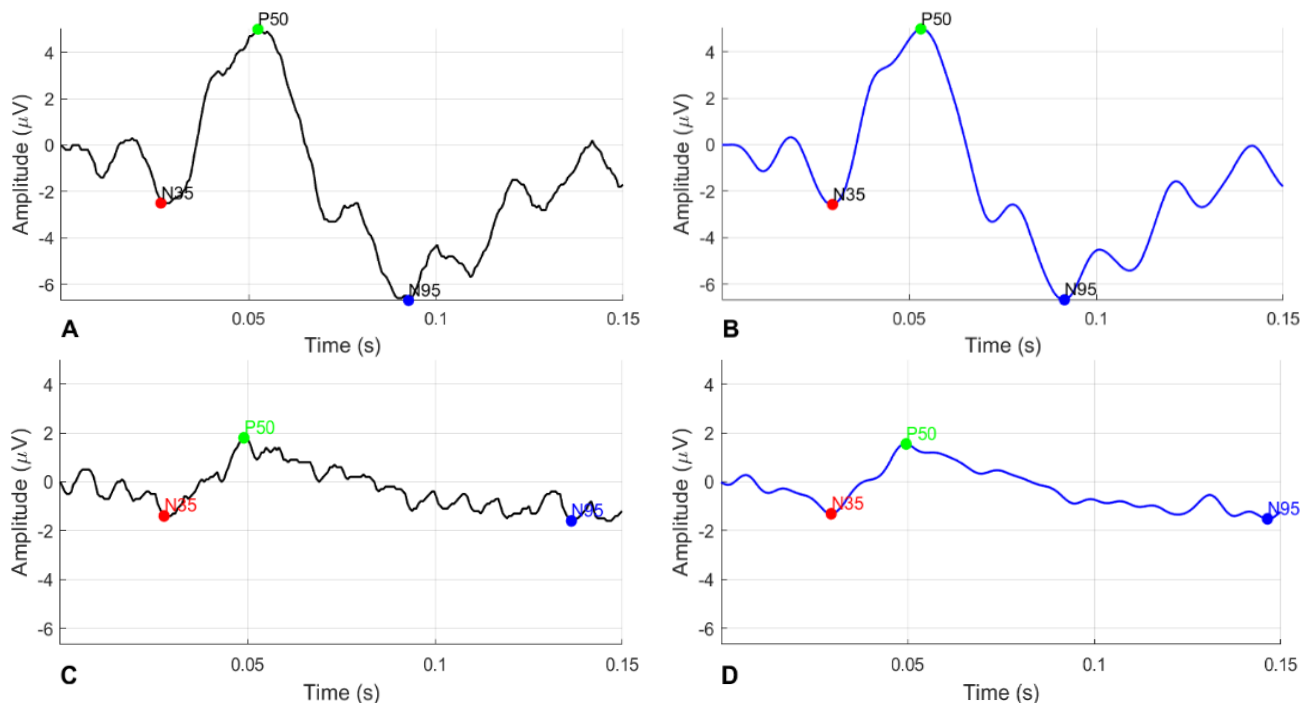 P50
4
2
0
-2
-4
-6
Amplitude (μV)
N35
N95
0.05
0.1
0.15
A
Time (s)
P50
4
2
0
-2
-4
-6
Amplitude (μV)
N35
N95
0.05
0.1
0.15
B
Time (s)
4
2
0
-2
-4
-6
Amplitude (μV)
P50
N35
N95
0.05
0.1
0.15
C
Time (s)
4
2
0
-2
-4
-6
Amplitude (μV)
P50
N35
N95
0.05
0.1
0.15
D
Time (s)